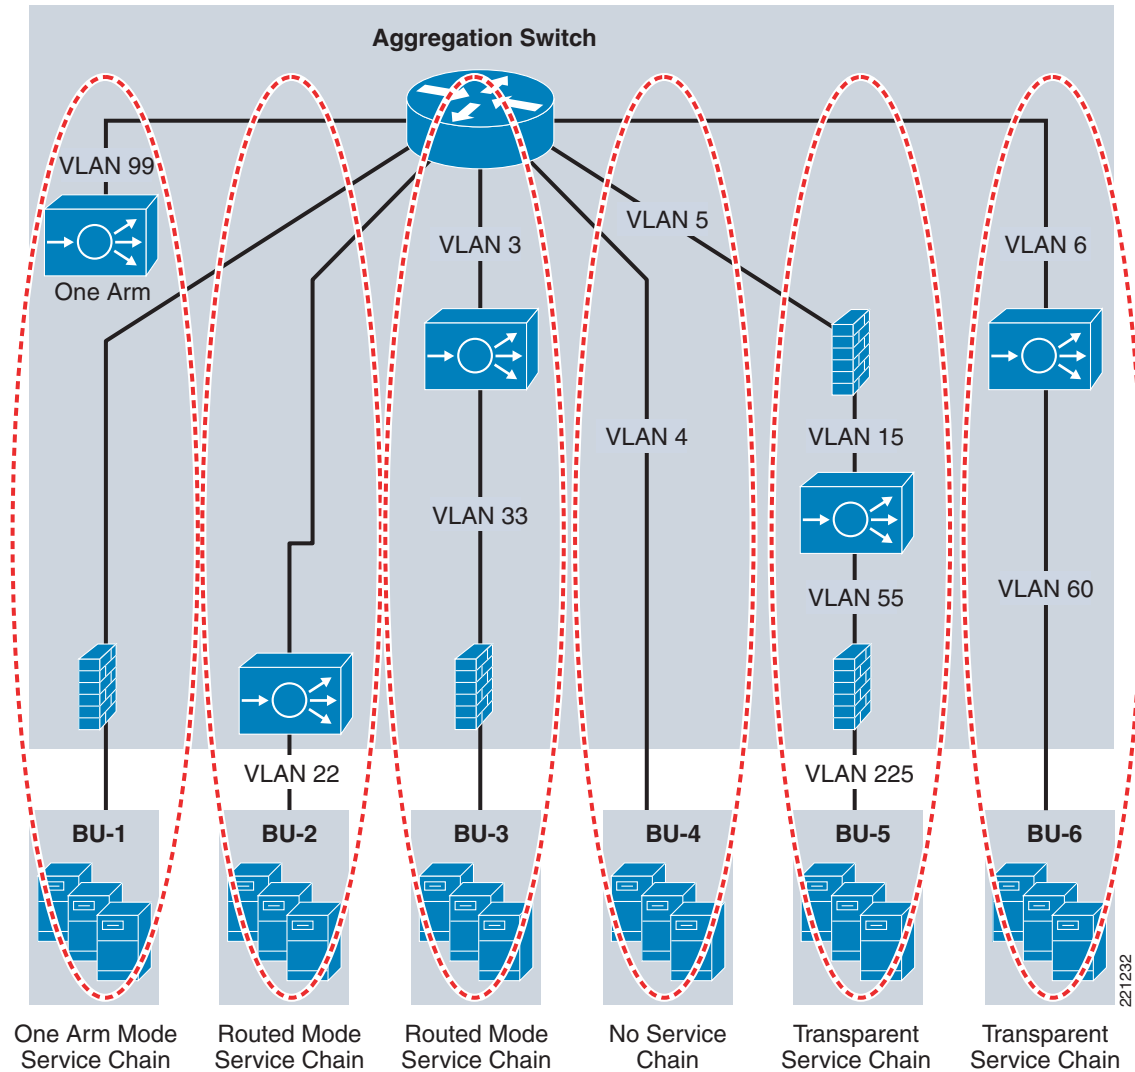 Aggregation Switch
VLAN 99
One Arm
VLAN 5
VLAN 3
VLAN 6
VLAN 4
VLAN 15
VLAN 33
VLAN 55
VLAN 60
VLAN 22
VLAN 225
BU-1
BU-2
BU-3
BU-4
BU-5
BU-6
221232
One Arm Mode
Service Chain
Routed Mode
Service Chain
Routed Mode
Service Chain
No Service
Chain
Transparent
Service Chain
Transparent
Service Chain